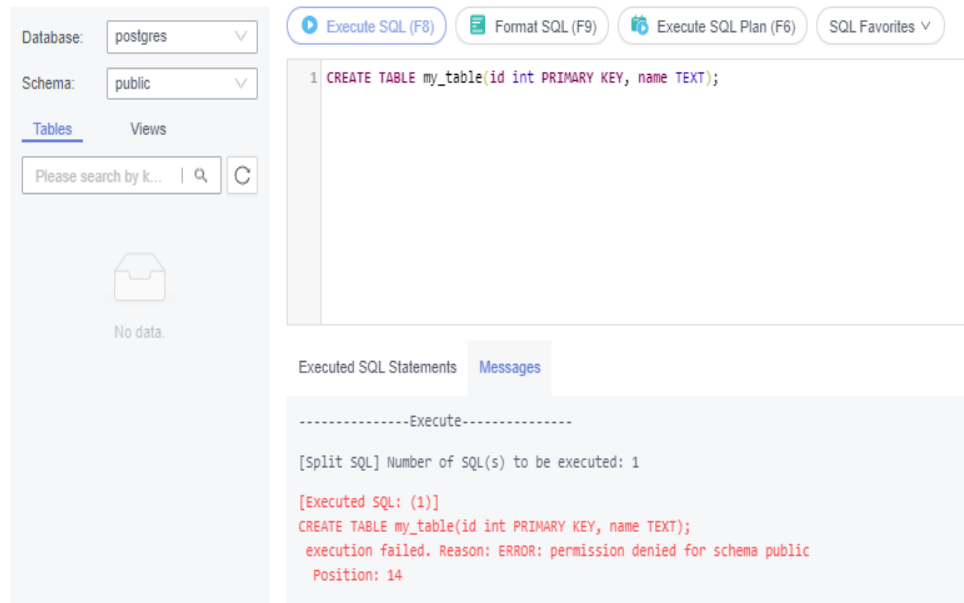 Database:
postgres
Schema:
public
Tables
Views
Please search by k...
No data.
Execute SQL (F8)
Format SQL (F9)
Execute SQL Plan (F6)
SQL Favorites
1 CREATE TABLE my_table(id int PRIMARY KEY, name TEXT);
Executed SQL Statements
Messages
---------------Execute---------------
[Split SQL] Number of SQL(s) to be executed: 1
[Executed SQL: (1)]
CREATE TABLE my_table(id int PRIMARY KEY, name TEXT);
execution failed. Reason: ERROR: permission denied for schema public
Position: 14